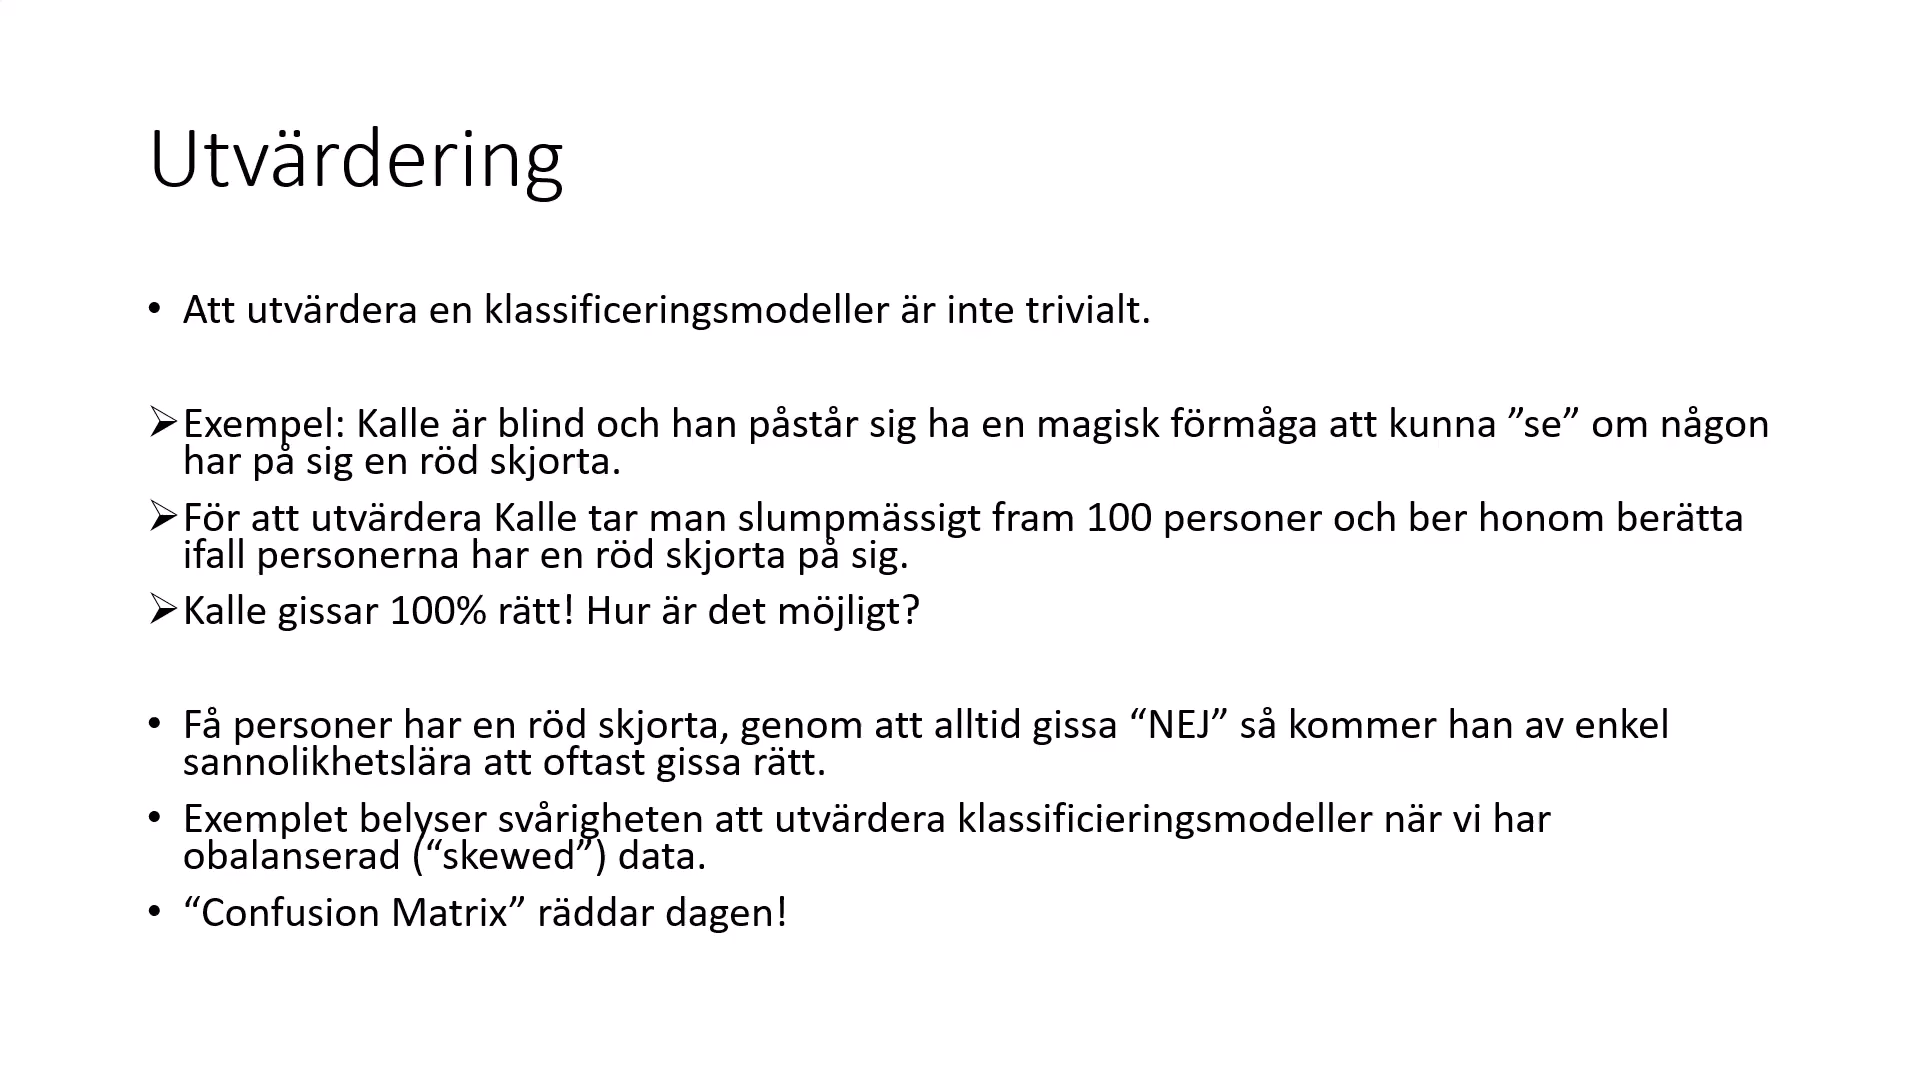 Utvärdering
• Att utvärdera en klassificeringsmodeller är inte trivialt.
➢Exempel: Kalle är blind och han påstår sig ha en magisk förmåga att kunna ”se” om någon
har på sig en röd skjorta.
➢För att utvärdera Kalle tar man slumpmässigt fram 100 personer och ber honom berätta
ifall personerna har en röd skjorta på sig.
➢Kalle gissar 100% rätt! Hur är det möjligt?
• Få personer har en röd skjorta, genom att alltid gissa “NEJ” så kommer han av enkel
sannolikhetslära att oftast gissa rätt.
• Exemplet belyser svårigheten att utvärdera klassificieringsmodeller när vi har
obalanserad (“skewed”) data.
• “Confusion Matrix” räddar dagen!